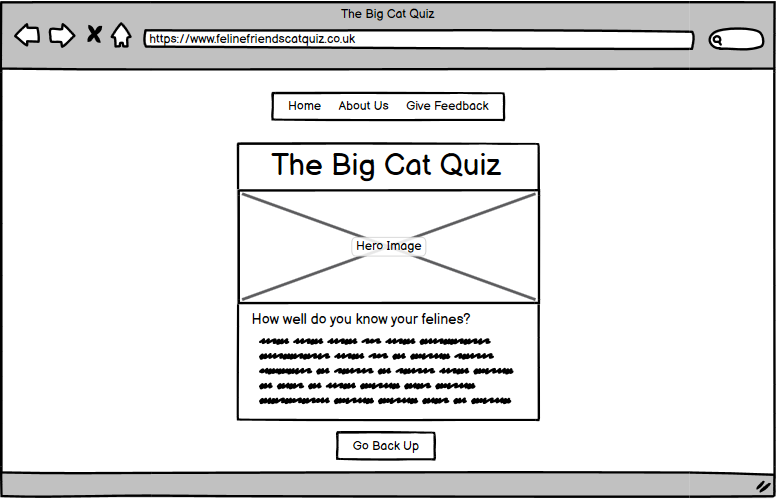 The Big Cat Quiz
https://www.felinefriendscatquiz.co.uk
Home About Us Give Feedback
The Big Cat Quiz
Hero Image
How well do you know your felines?
Go Back Up